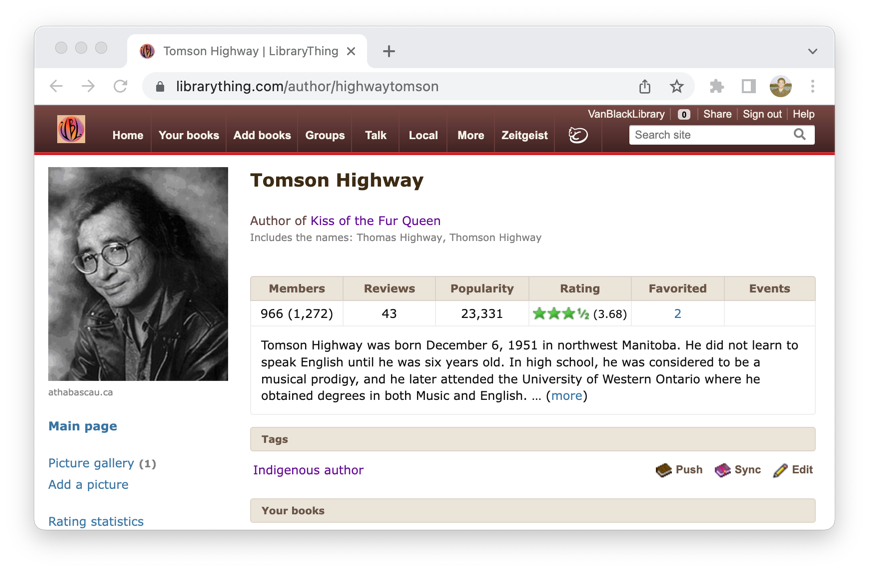 Tomson Highway | LibraryThing
librarything.com/author/highwaytomson
VanBlackLibrary 0 Share Sign out Help
Home Your books Add books Groups Talk Local More Zeitgeist Search site
Tomson Highway
Author of Kiss of the Fur Queen
Includes the names: Thomas Highway, Thomson Highway
Members Reviews Popularity Rating Favorited Events
966 (1,272) 43 23,331 (3.68) 2
Tomson Highway was born December 6, 1951 in northwest Manitoba. He did not learn to
speak English until he was six years old. In high school, he was considered to be a
musical prodigy, and he later attended the University of Western Ontario where he
obtained degrees in both Music and English. … (more)
athabascau.ca
Main page
Picture gallery (1)
Add a picture
Rating statistics
Tags
Indigenous author Push Sync Edit
Your books